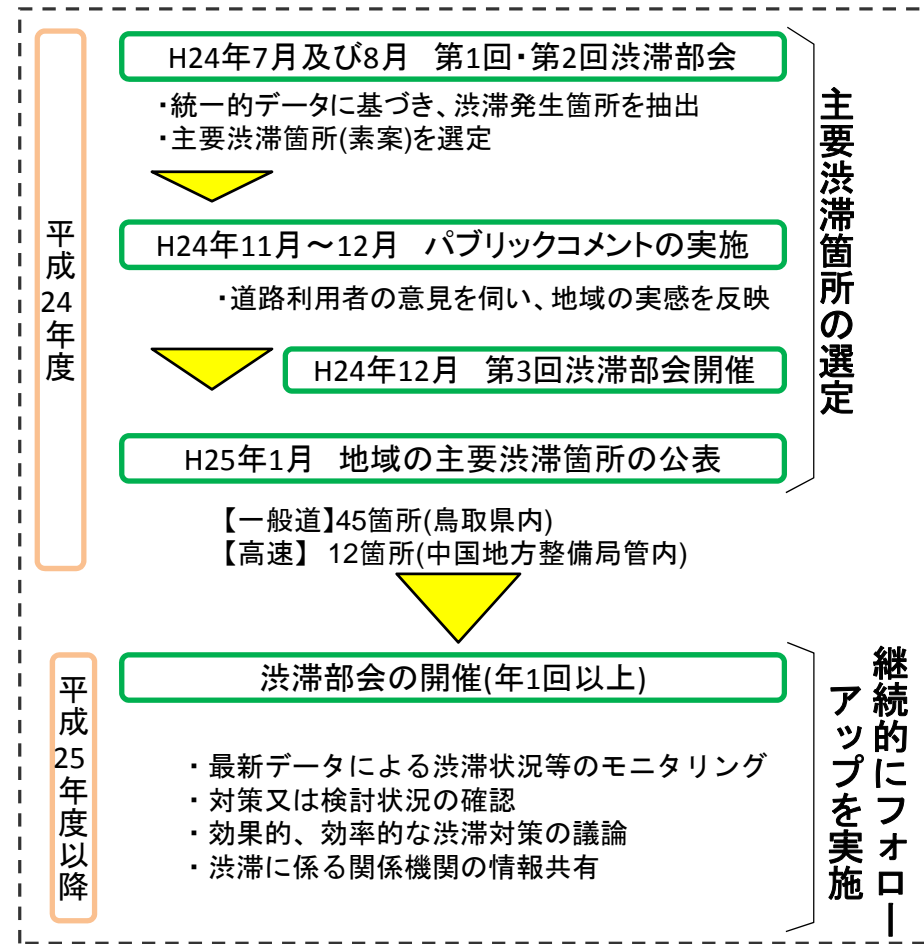 平成24年度
H24年7月及び8月 第1回・第2回渋滞部会
・統一的データに基づき、渋滞発生箇所を抽出
・主要渋滞箇所(素案)を選定
H24年11月～12月 パブリックコメントの実施
・道路利用者の意見を伺い、地域の実感を反映
H24年12月 第3回渋滞部会開催
H25年1月 地域の主要渋滞箇所の公表
【一般道】45箇所(鳥取県内)
【高速】 12箇所(中国地方整備局管内)
主要渋滞箇所の選定
平成25年度以降
渋滞部会の開催(年1回以上)
・最新データによる渋滞状況等のモニタリング
・対策又は検討状況の確認
・効果的、効率的な渋滞対策の議論
・渋滞に係る関係機関の情報共有
継続的にフォロー
アップを実施